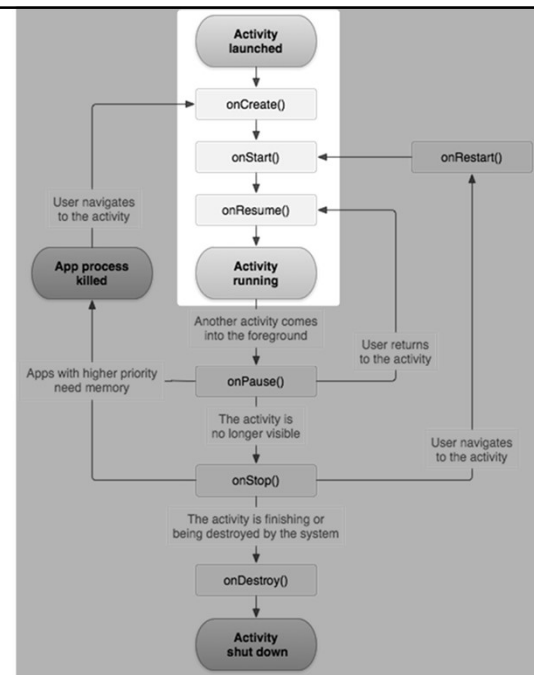 Activity
launched
onCreate()
onStart()
onRestart()
onResume()
User navigates
to the activity
App process
killed
Activity
running
Another activity comes
into the foreground
User returns
to the activity
Apps with higher priority
need memory
onPause()
The activity is
no longer visible
User navigates
to the activity
onStop()
The activity is finishing or
being destroyed by the system
onDestroy()
Activity
shut down